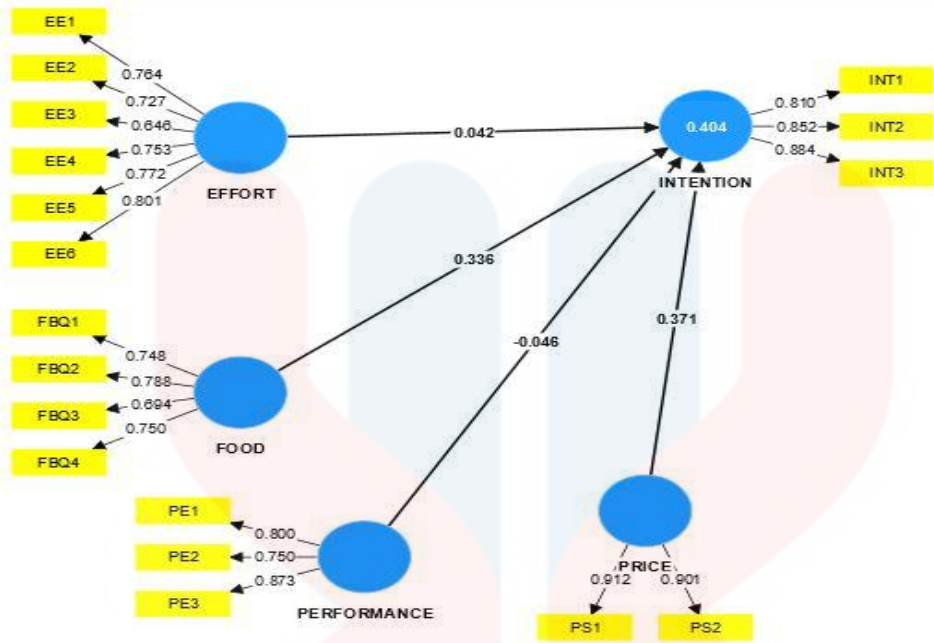 EE1
EE2
EE3
EE4
EE5
EE6
0.764
0.727
0.646
0.753
0.772
0.801
EFFORT
0.042
0.404
INTENTION
0.810
0.852
0.884
INT1
INT2
INT3
0.336
-0.046
0.371
FBQ1
FBQ2
FBQ3
FBQ4
0.748
0.788
0.694
0.750
FOOD
PE1
PE2
PE3
0.800
0.750
0.873
PERFORMANCE
PRICE
0.912
0.901
PS1
PS2